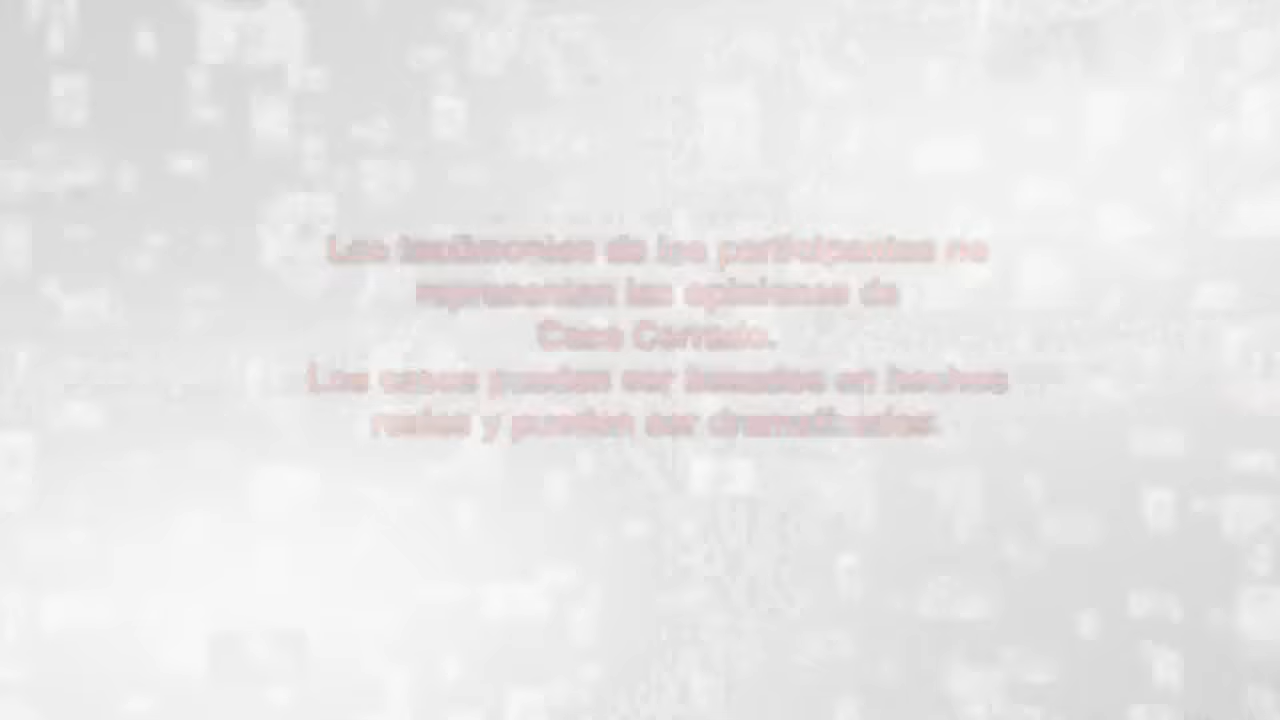 Los testimonios de los participantes no
representan las opiniones de
Caso Cerrado.
Los casos pueden ser basados en hechos
reales y pueden ser dramatizados.